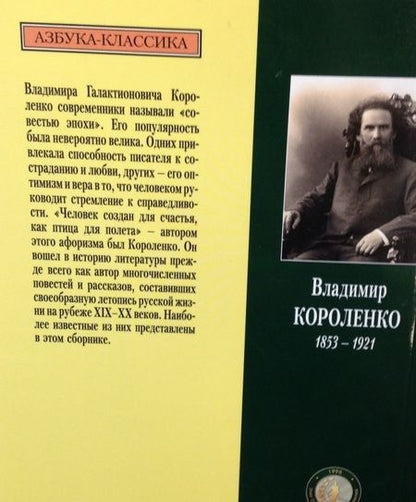 АЗБУКА-КЛАССИКА
Владимира Галактионовича Коро-
ленко современники называли «со-
вестью эпохи». Его популярность
была невероятно велика. Одних при-
влекала способность писателя к со-
страданию и любви, других – его оп-
тимизм и вера в то, что человеком ру-
ководит стремление к справедливо-
сти. «Человек создан для счастья,
как птица для полета» – автором
этого афоризма был Короленко. Он
вошел в историю литературы преж-
де всего как автор многочисленных
повестей и рассказов, составивших
своеобразную летопись русской жиз-
ни на рубеже XIX–XX веков. Наибо-
лее известные из них представлены
в этом сборнике.
Владимир
КОРОЛЕНКО
1853 – 1921